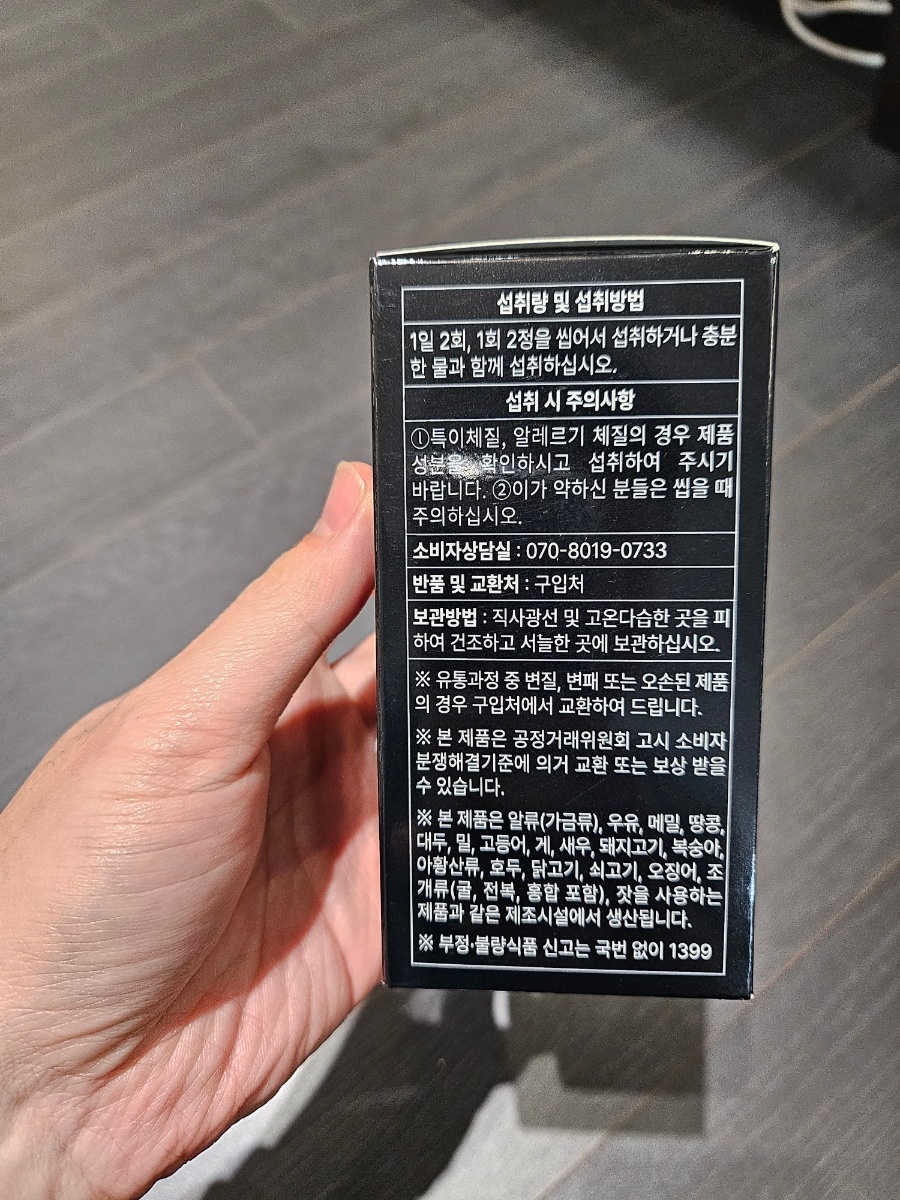 섭취량 및 섭취방법
1일 2회, 1회 2정을 씹어서 섭취하거나 충분
한 물과 함께 섭취하십시오.
섭취 시 주의사항
①특이체질, 알레르기 체질의 경우 제품
성분을 확인하시고 섭취하여 주시기
바랍니다. ②이가 약하신 분들은 씹을 때
주의하십시오.
소비자상담실 : 070-8019-0733
반품 및 교환처 : 구입처
보관방법 : 직사광선 및 고온다습한 곳을 피
하여 건조하고 서늘한 곳에 보관하십시오.
※ 유통과정 중 변질, 변패 또는 오손된 제품
의 경우 구입처에서 교환하여 드립니다.
※ 본 제품은 공정거래위원회 고시 소비자
분쟁해결기준에 의거 교환 또는 보상 받을
수 있습니다.
※ 본 제품은 알류(가금류), 우유, 메밀, 땅콩,
대두, 밀, 고등어, 게, 새우, 돼지고기, 복숭아,
아황산류, 호두, 닭고기, 쇠고기, 오징어, 조
개류(굴, 전복, 홍합 포함), 잣을 사용하는
제품과 같은 제조시설에서 생산됩니다.
※ 부정·불량식품 신고는 국번 없이 1399